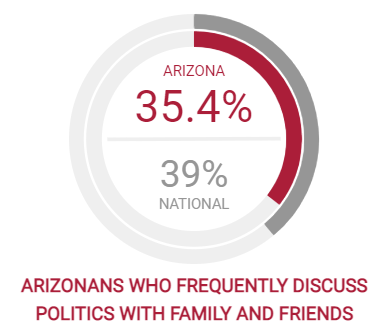 ARIZONA
35.4%
39%
NATIONAL
ARIZONANS WHO FREQUENTLY DISCUSS
POLITICS WITH FAMILY AND FRIENDS